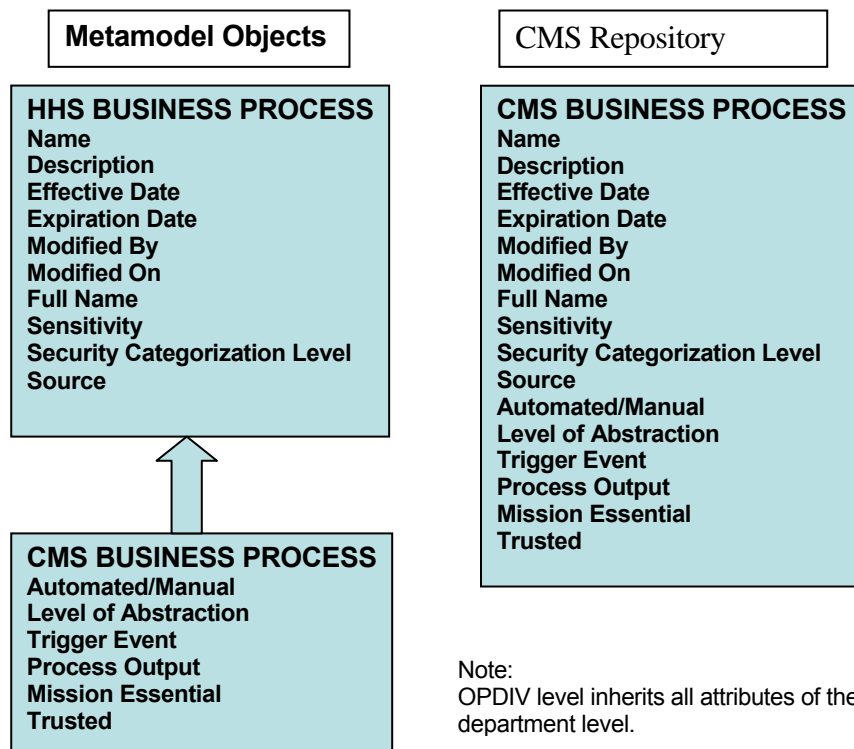 Metamodel Objects
HHS BUSINESS PROCESS
Name
Description
Effective Date
Expiration Date
Modified By
Modified On
Full Name
Sensitivity
Security Categorization Level
Source
CMS BUSINESS PROCESS
Automated/Manual
Level of Abstraction
Trigger Event
Process Output
Mission Essential
Trusted
CMS Repository
CMS BUSINESS PROCESS
Name
Description
Effective Date
Expiration Date
Modified By
Modified On
Full Name
Sensitivity
Security Categorization Level
Source
Automated/Manual
Level of Abstraction
Trigger Event
Process Output
Mission Essential
Trusted
Note:
OPDIV level inherits all attributes of the
department level.